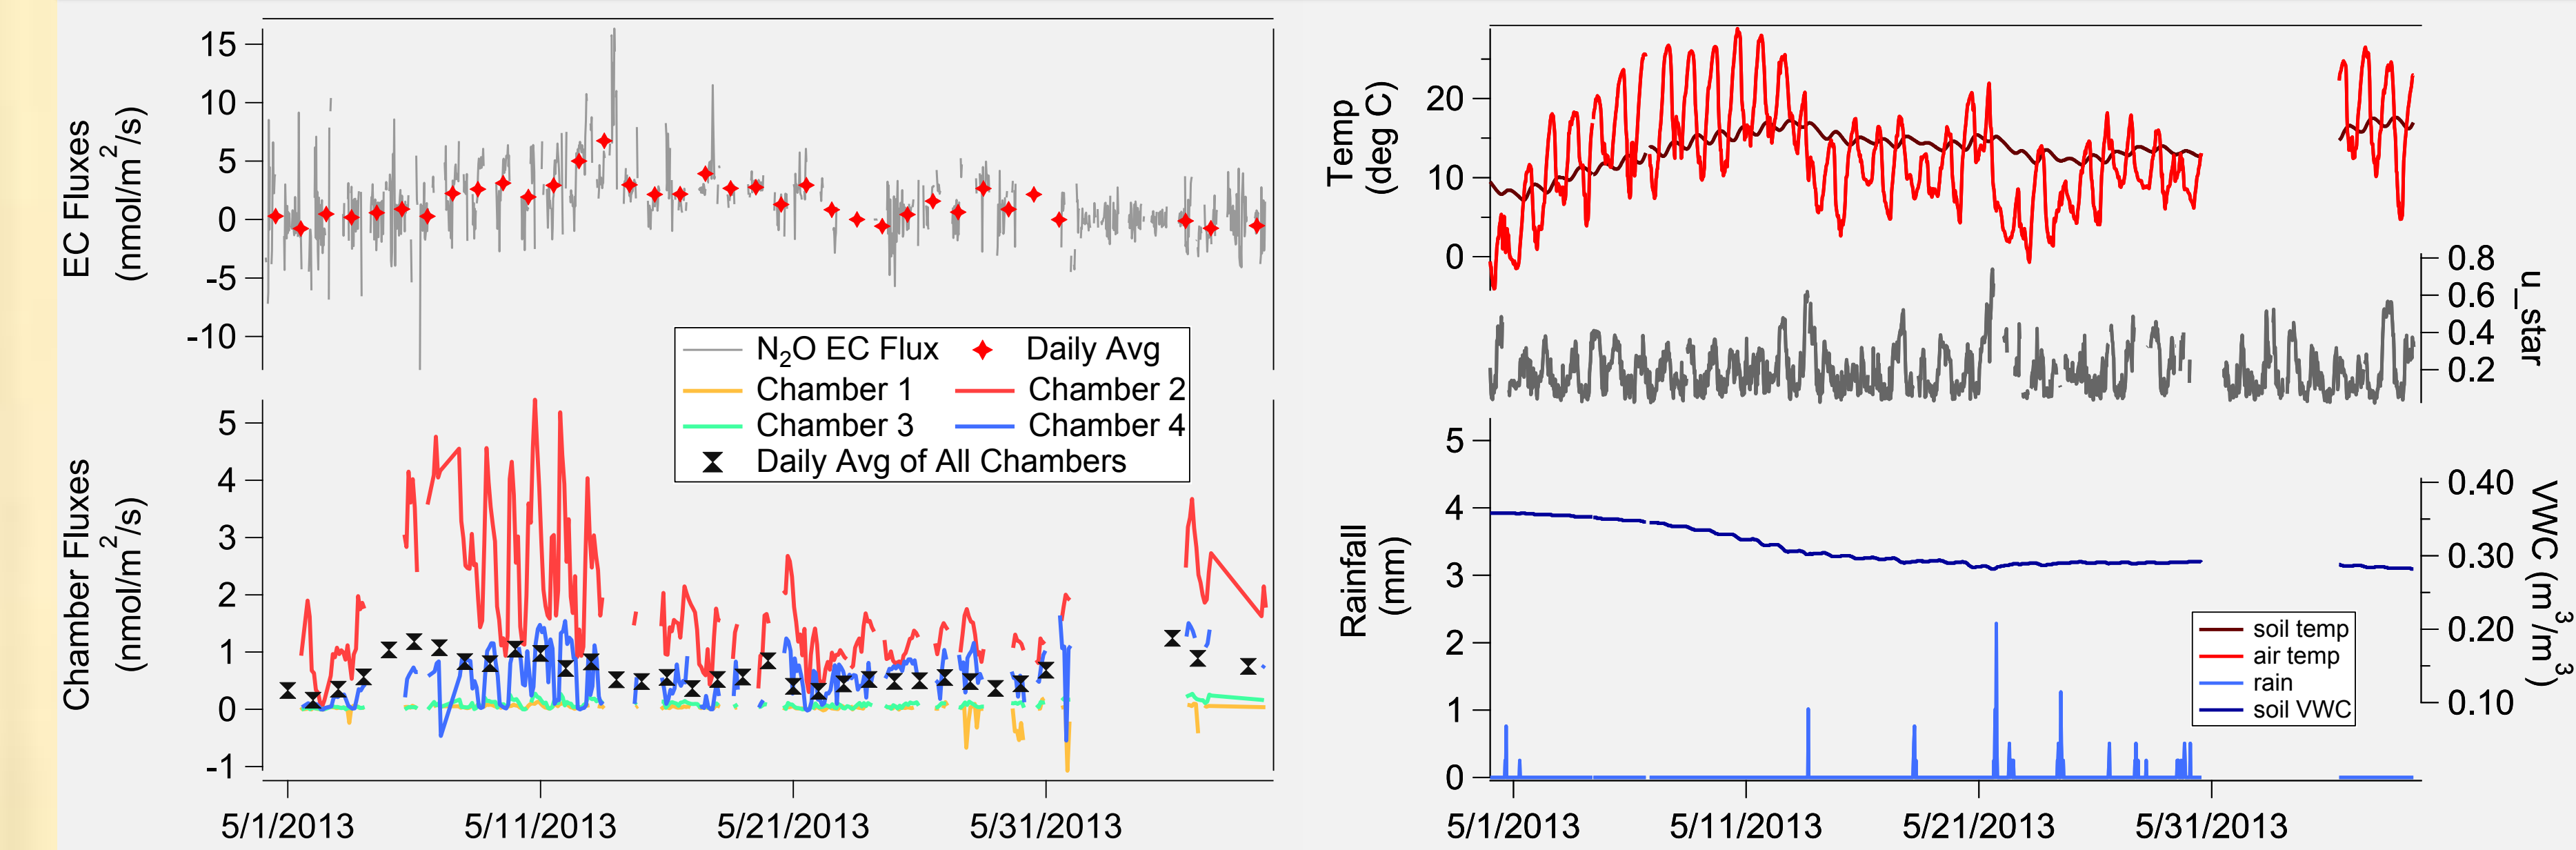 EC Fluxes
(nmol/m²/s)
15
10
5
0
-5
-10
N₂O EC Flux Daily Avg
Chamber 1 Chamber 2
Chamber 3 Chamber 4
Daily Avg of All Chambers
Chamber Fluxes
(nmol/m²/s)
5
4
3
2
1
0
-1
5/1/2013 5/11/2013 5/21/2013 5/31/2013
Temp
(deg C)
20
10
0
0.8
0.6
0.4
0.2
u_star
Rainfall
(mm)
5
4
3
2
1
0
0.40
0.30
0.20
0.10
VWC (m³/m³)
soil temp
air temp
rain
soil VWC
5/1/2013 5/11/2013 5/21/2013 5/31/2013